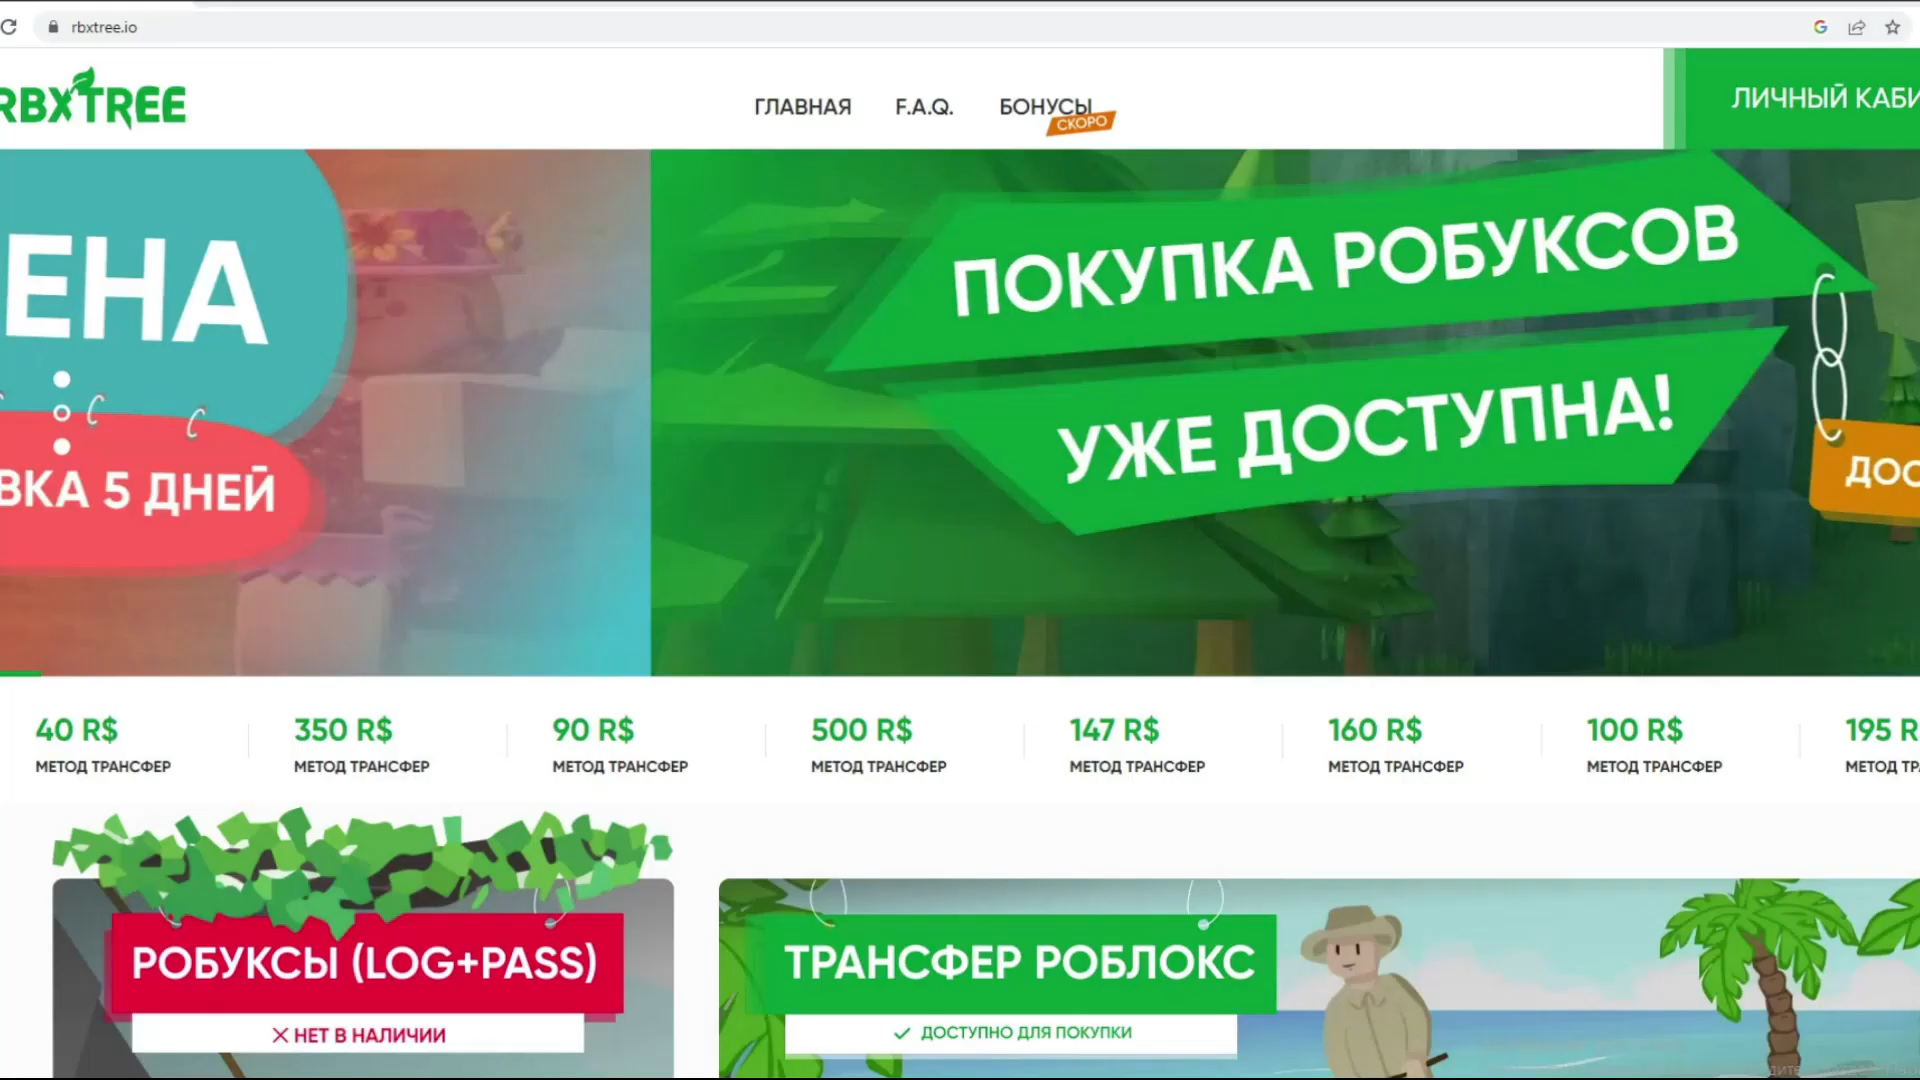 rbxtree.io
RBXTREE
ГЛАВНАЯ
F.A.Q.
БОНУСЫ
СКОРО
ЛИЧНЫЙ КАБИ
ЕНА
ВКА 5 ДНЕЙ
ПОКУПКА РОБУКСОВ
УЖЕ ДОСТУПНА!
ДОС
40 R$
МЕТОД ТРАНСФЕР
350 R$
МЕТОД ТРАНСФЕР
90 R$
МЕТОД ТРАНСФЕР
500 R$
МЕТОД ТРАНСФЕР
147 R$
МЕТОД ТРАНСФЕР
160 R$
МЕТОД ТРАНСФЕР
100 R$
МЕТОД ТРАНСФЕР
195 R
МЕТОД ТР
РОБУКСЫ (LOG+PASS)
НЕТ В НАЛИЧИИ
ТРАНСФЕР РОБЛОКС
ДОСТУПНО ДЛЯ ПОКУПКИ